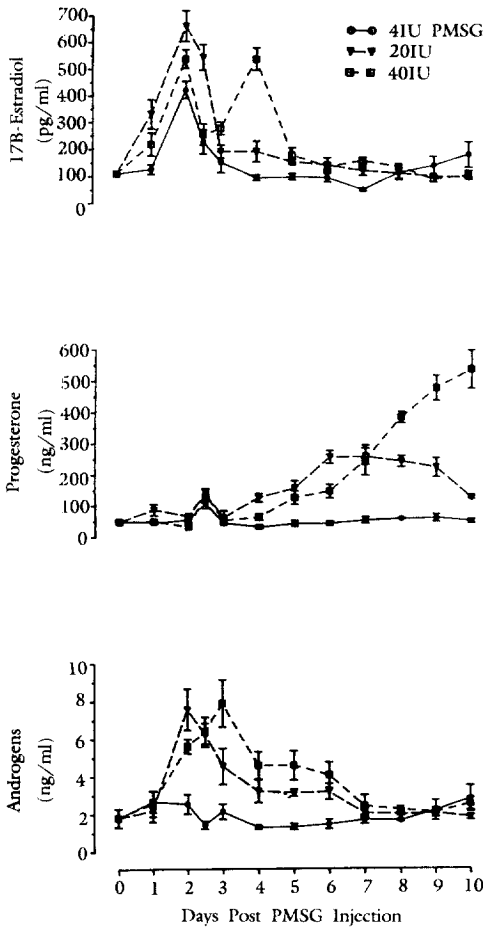 700
600
500
400
300
200
100
0
17B-Estradiol
(pg/ml)
4IU PMSG
20IU
40IU
600
500
400
300
200
100
0
Progesterone
(ng/ml)
10
8
6
4
2
0
Androgens
(ng/ml)
0 1 2 3 4 5 6 7 8 9 10
Days Post PMSG Injection